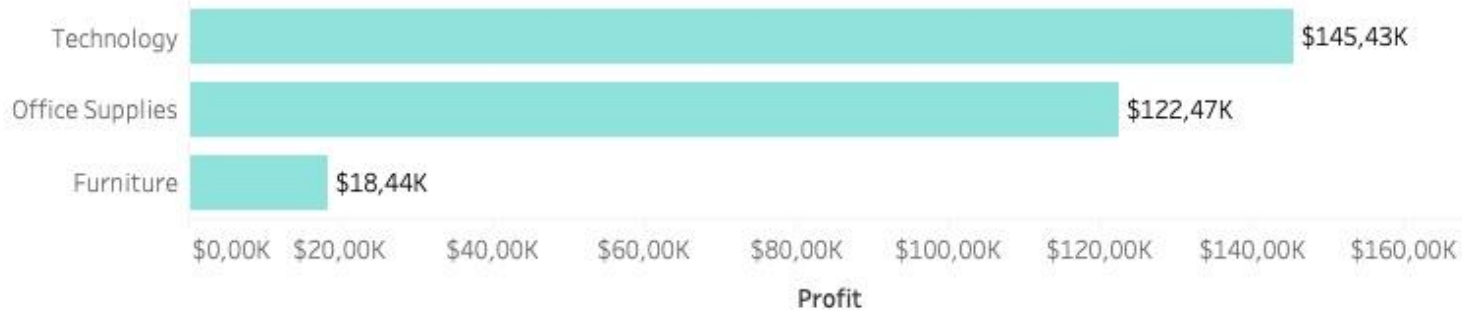 Technology $145,43K
Office Supplies $122,47K
Furniture $18,44K
$0,00K $20,00K $40,00K $60,00K $80,00K $100,00K $120,00K $140,00K $160,00K
Profit